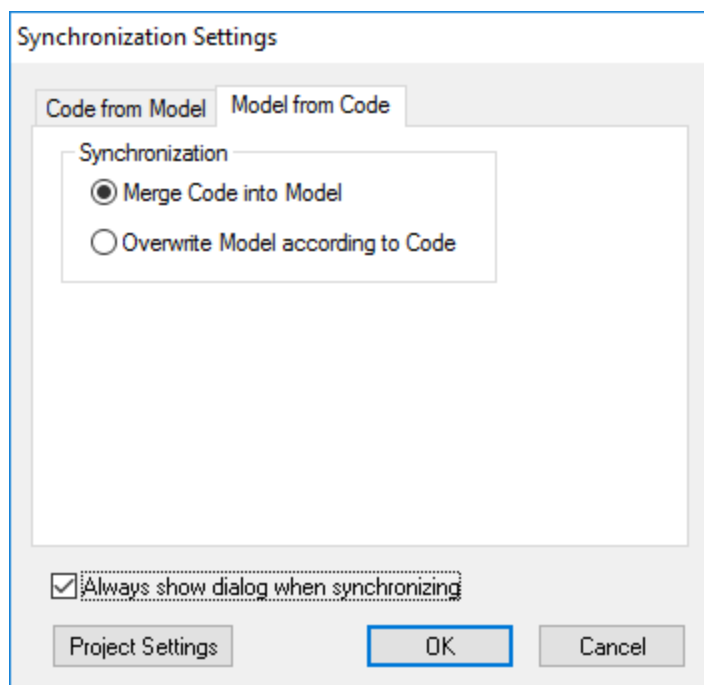 Synchronization Settings
Code from Model Model from Code
Synchronization
Merge Code into Model
Overwrite Model according to Code
Always show dialog when synchronizing
Project Settings OK Cancel